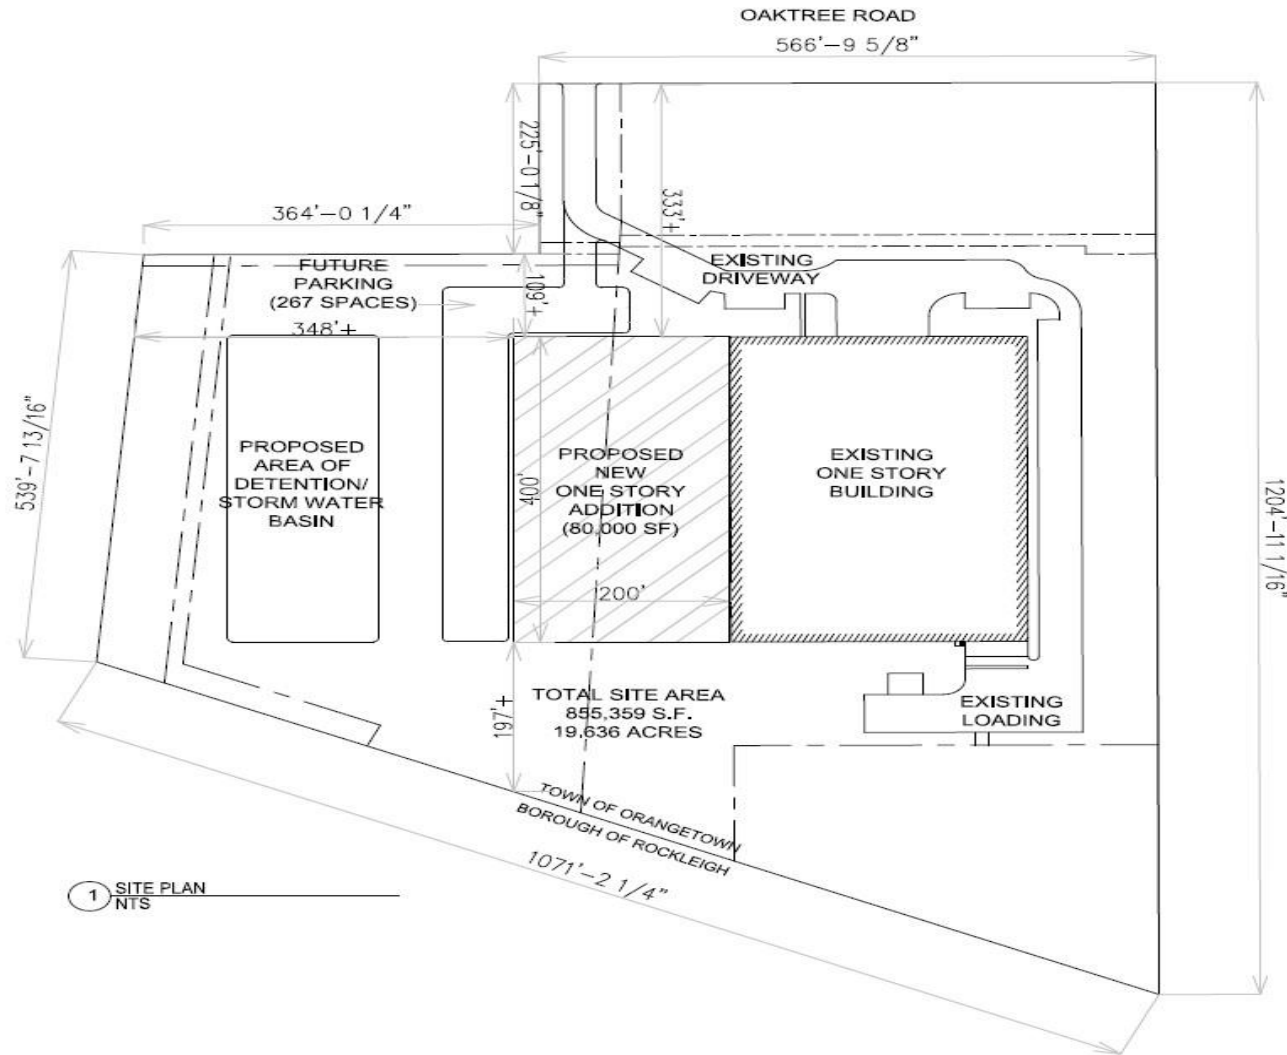 OAKTREE ROAD
566'-9 5/8"
225'-0 1/8"
333'+
364'-0 1/4"
FUTURE
PARKING
(267 SPACES)
109'+
EXISTING
DRIVEWAY
348'+
539'-7 13/16"
PROPOSED
AREA OF
DETENTION/
STORM WATER
BASIN
400'
PROPOSED
NEW
ONE STORY
ADDITION
(80,000 SF)
200'
EXISTING
ONE STORY
BUILDING
1204'-11 1/16"
197'+
TOTAL SITE AREA
855,359 S.F.
19.636 ACRES
EXISTING
LOADING
TOWN OF ORANGETOWN
BOROUGH OF ROCKLEIGH
1071'-2 1/4"
1 SITE PLAN
NTS